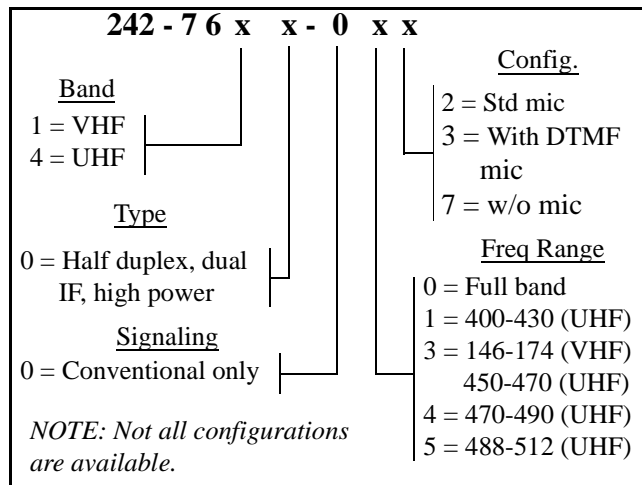 242 - 7 6 x x - 0 x x
Band
1 = VHF
4 = UHF
Type
0 = Half duplex, dual
IF, high power
Signaling
0 = Conventional only
NOTE: Not all configurations
are available.
Config.
2 = Std mic
3 = With DTMF
mic
7 = w/o mic
Freq Range
0 = Full band
1 = 400-430 (UHF)
3 = 146-174 (VHF)
450-470 (UHF)
4 = 470-490 (UHF)
5 = 488-512 (UHF)